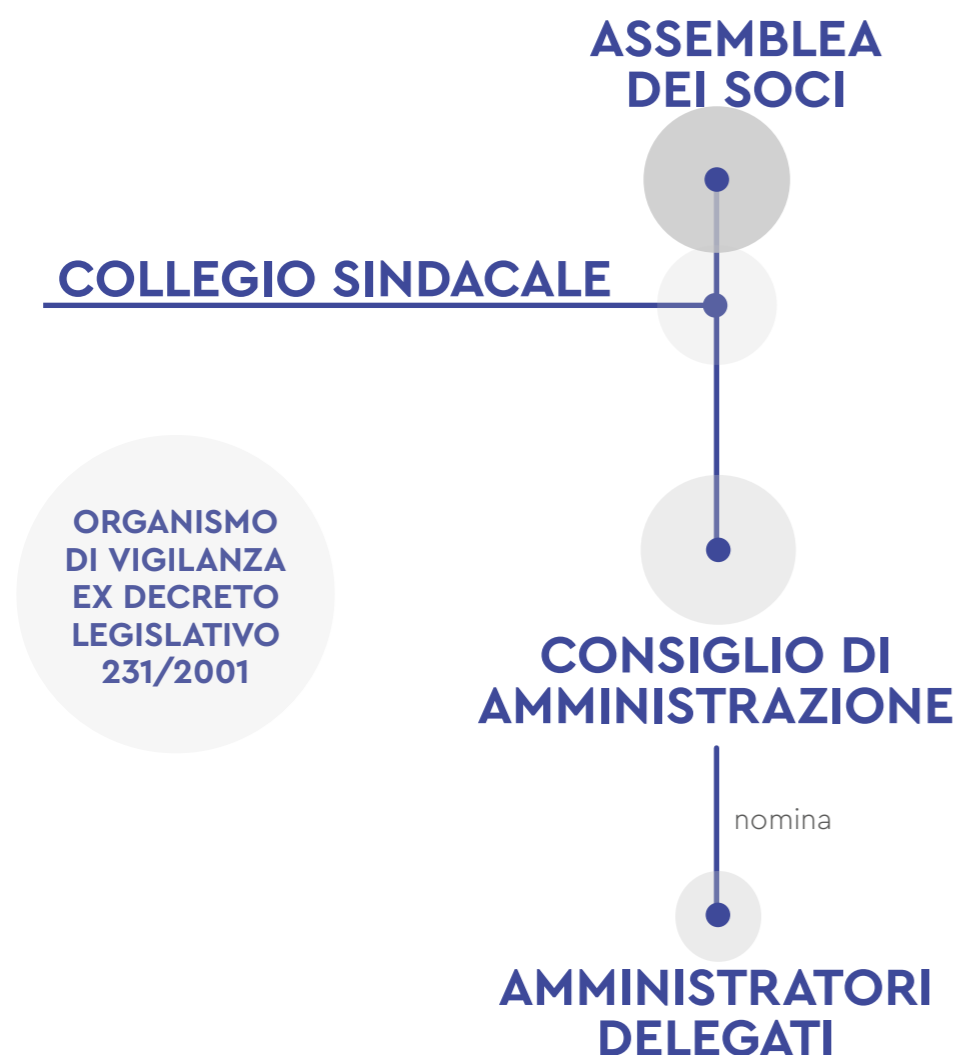 ASSEMBLEA
DEI SOCI
COLLEGIO SINDACALE
ORGANISMO
DI VIGILANZA
EX DECRETO
LEGISLATIVO
231/2001
CONSIGLIO DI
AMMINISTRAZIONE
nomina
AMMINISTRATORI
DELEGATI